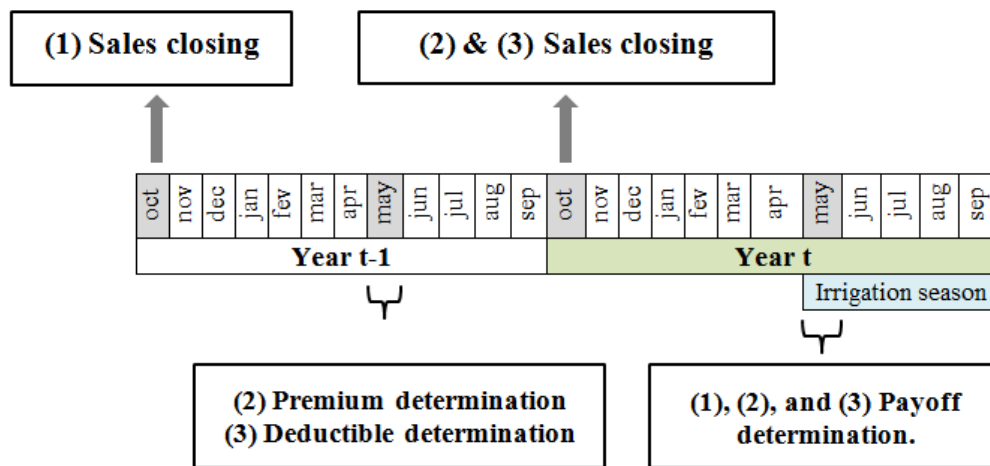 (1) Sales closing
(2) & (3) Sales closing
oct nov dec jan fev mar apr may jun jul aug sep oct nov dec jan fev mar apr may jun jul aug sep
Year t-1
Year t
Irrigation season
(2) Premium determination
(3) Deductible determination
(1), (2), and (3) Payoff
determination.